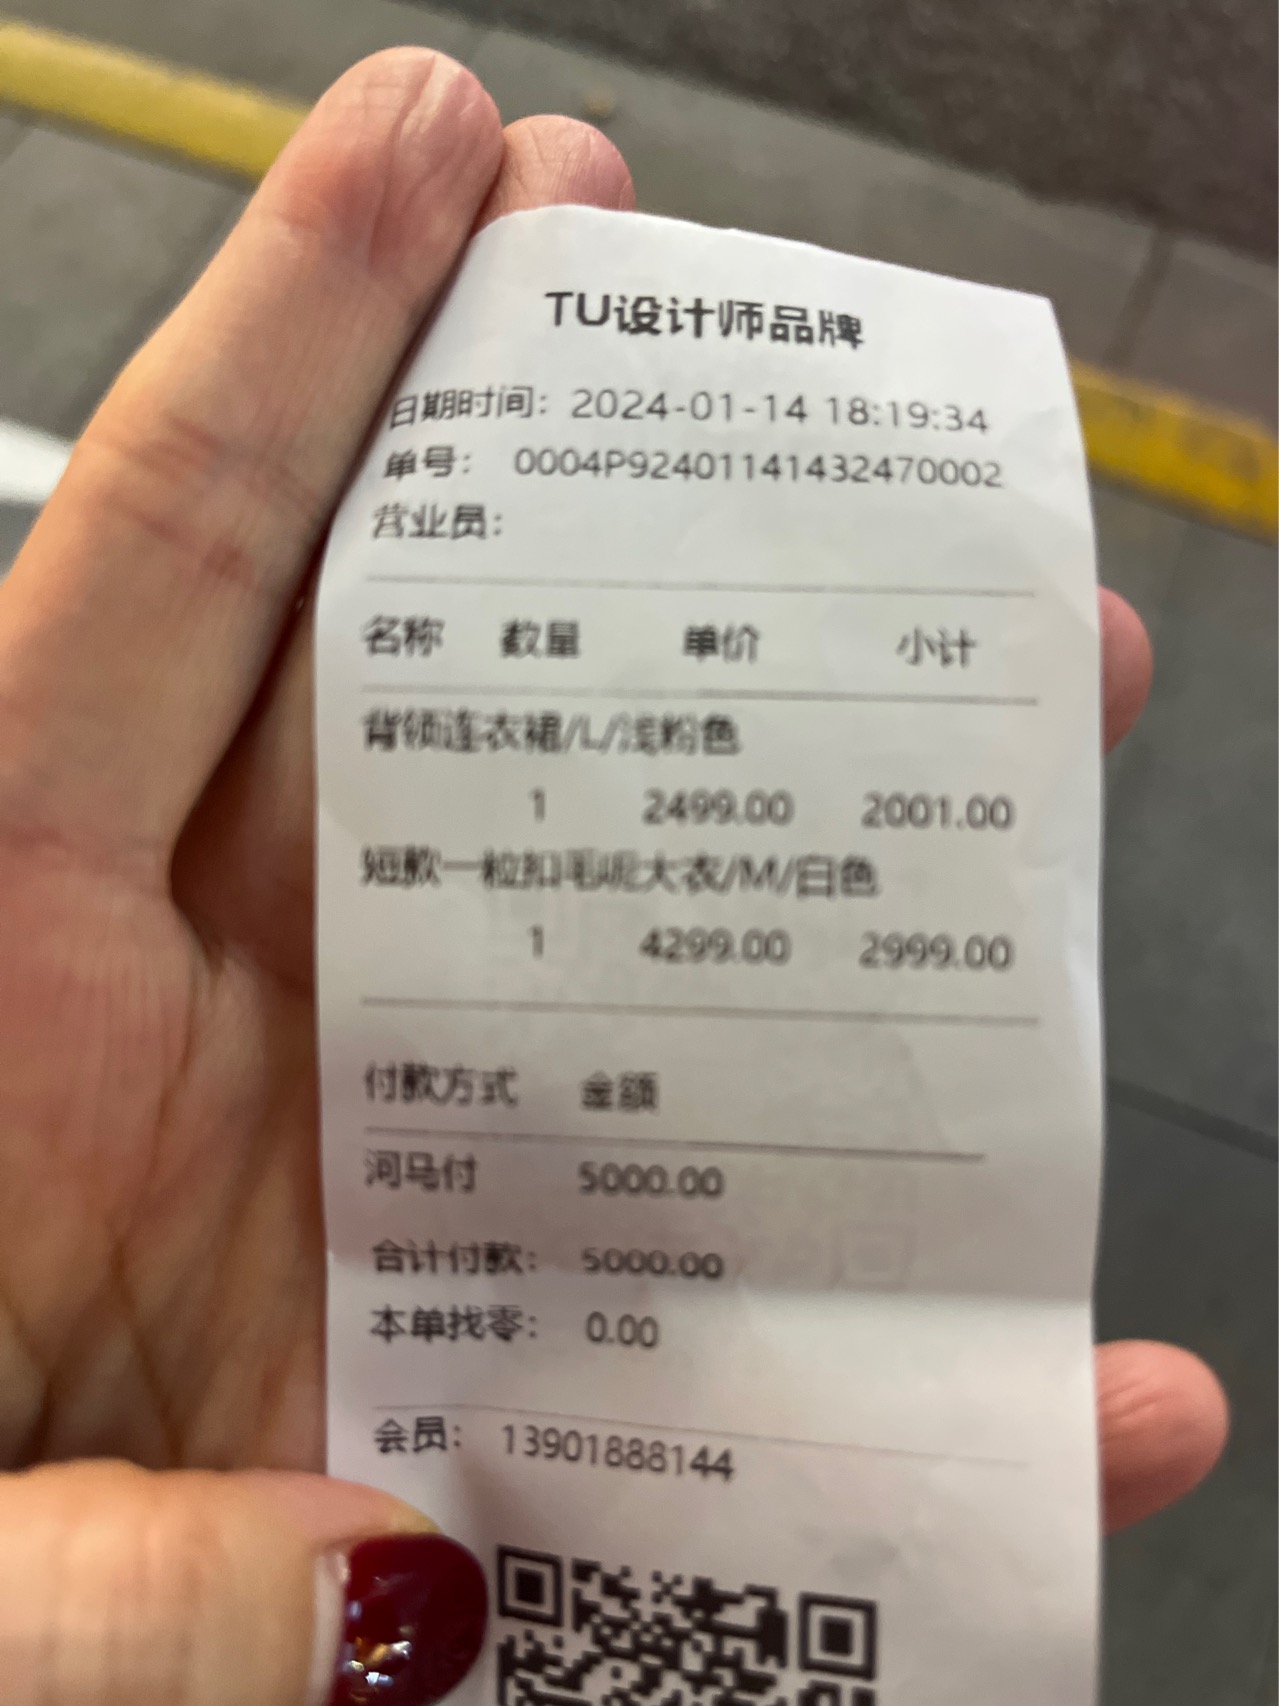 TU设计师品牌
日期时间: 2024-01-14 18:19:34
单号: 0004P92401141432470002
营业员:
名称 数量 单价 小计
背领连衣裙/L/浅粉色
1 2499.00 2001.00
短款一粒扣毛呢大衣/M/白色
1 4299.00 2999.00
付款方式 金额
河马付 5000.00
合计付款: 5000.00
本单找零: 0.00
会员: 13901888144